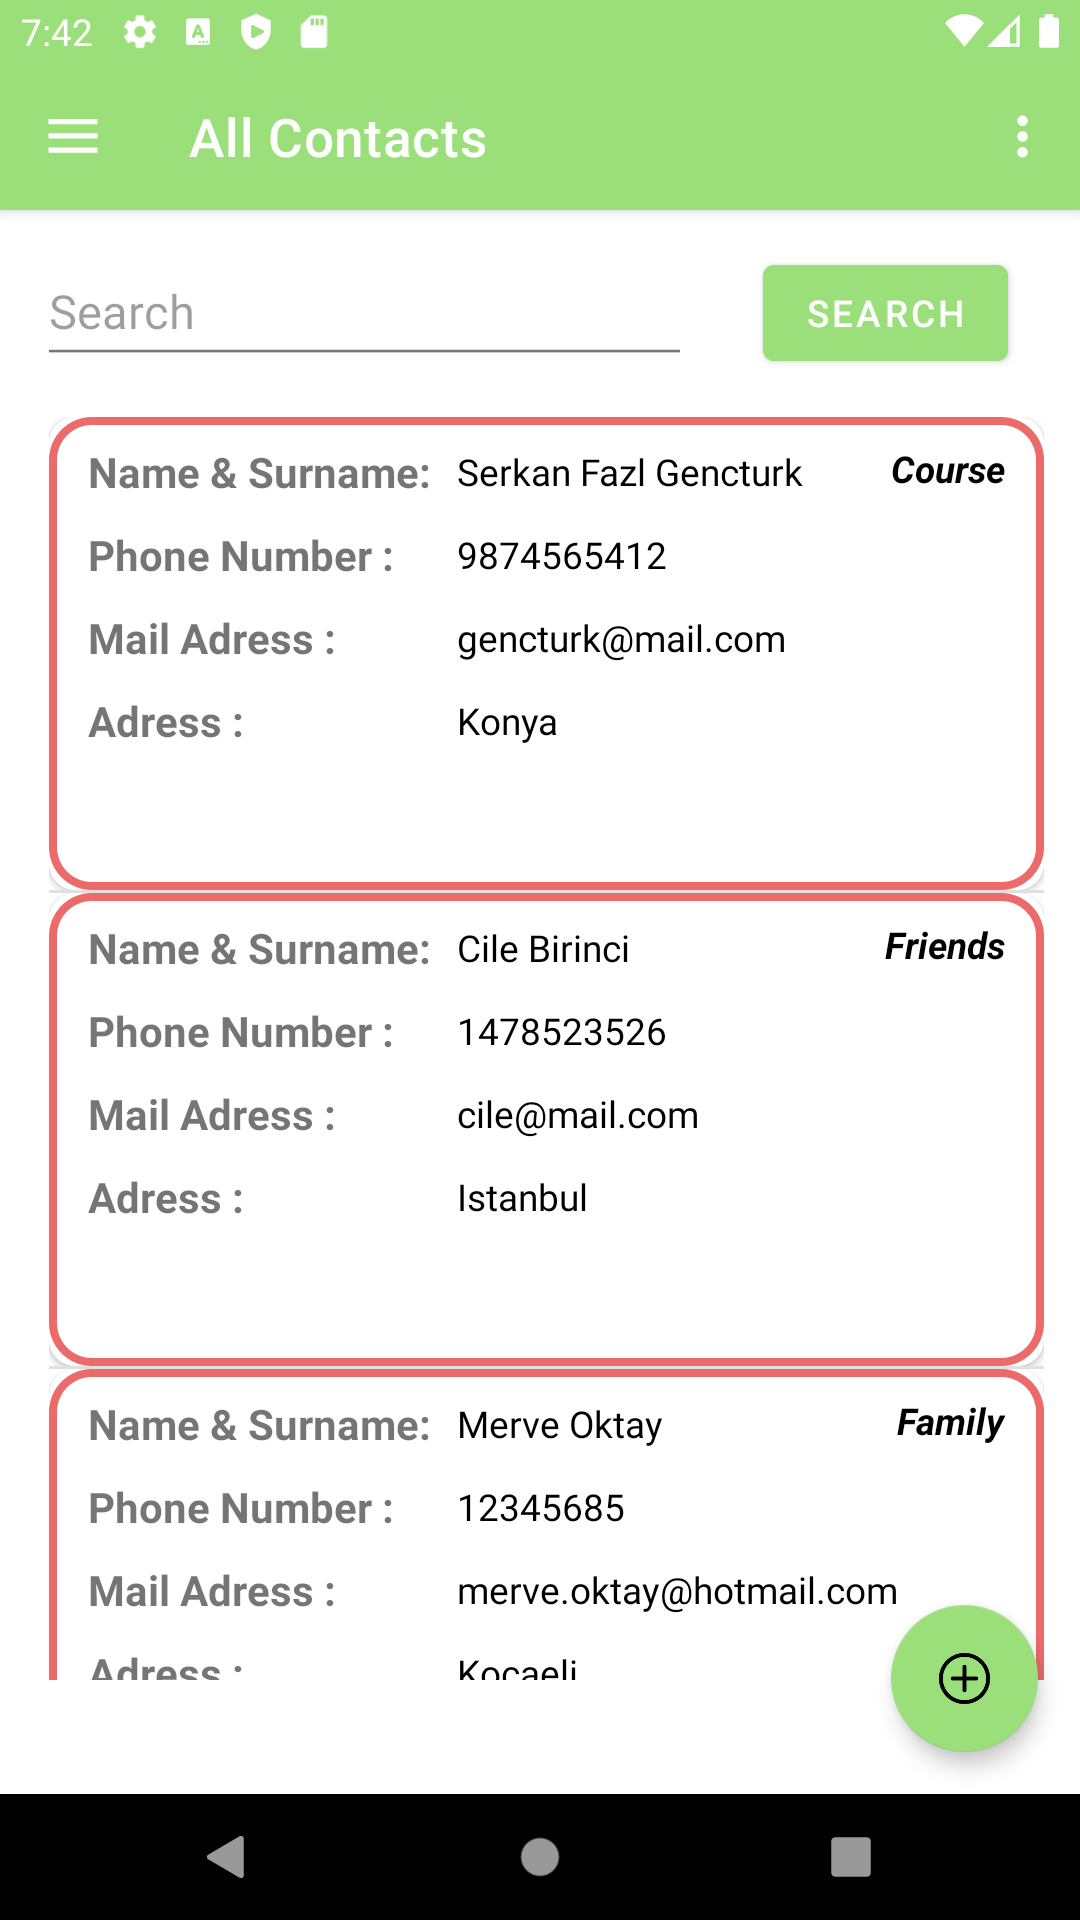 7:42
All Contacts
Search
SEARCH
Name & Surname: Serkan Fazl Gencturk Course
Phone Number : 9874565412
Mail Adress : gencturk@mail.com
Adress : Konya
Name & Surname: Cile Birinci Friends
Phone Number : 1478523526
Mail Adress : cile@mail.com
Adress : Istanbul
Name & Surname: Merve Oktay Family
Phone Number : 12345685
Mail Adress : merve.oktay@hotmail.com
Adress : Kocaeli